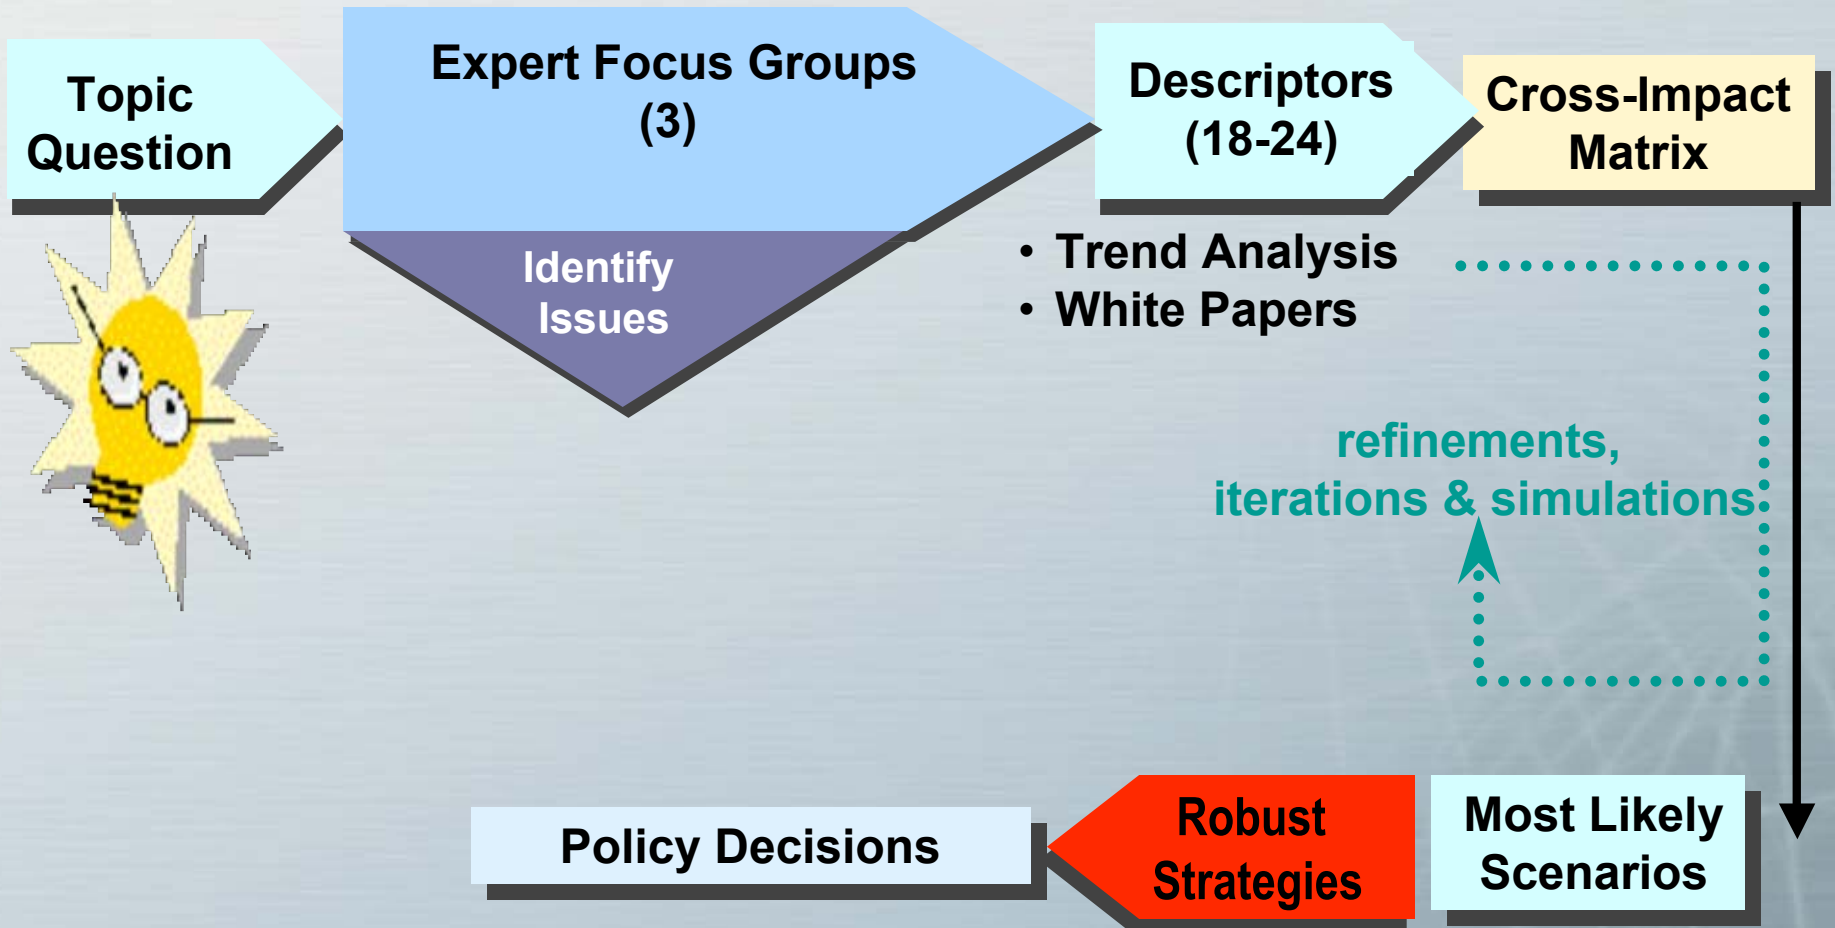 Topic
Question
Expert Focus Groups
(3)
Identify
Issues
Descriptors
(18-24)
Cross-Impact
Matrix
• Trend Analysis
• White Papers
refinements,
iterations & simulations
Most Likely
Scenarios
Robust
Strategies
Policy Decisions